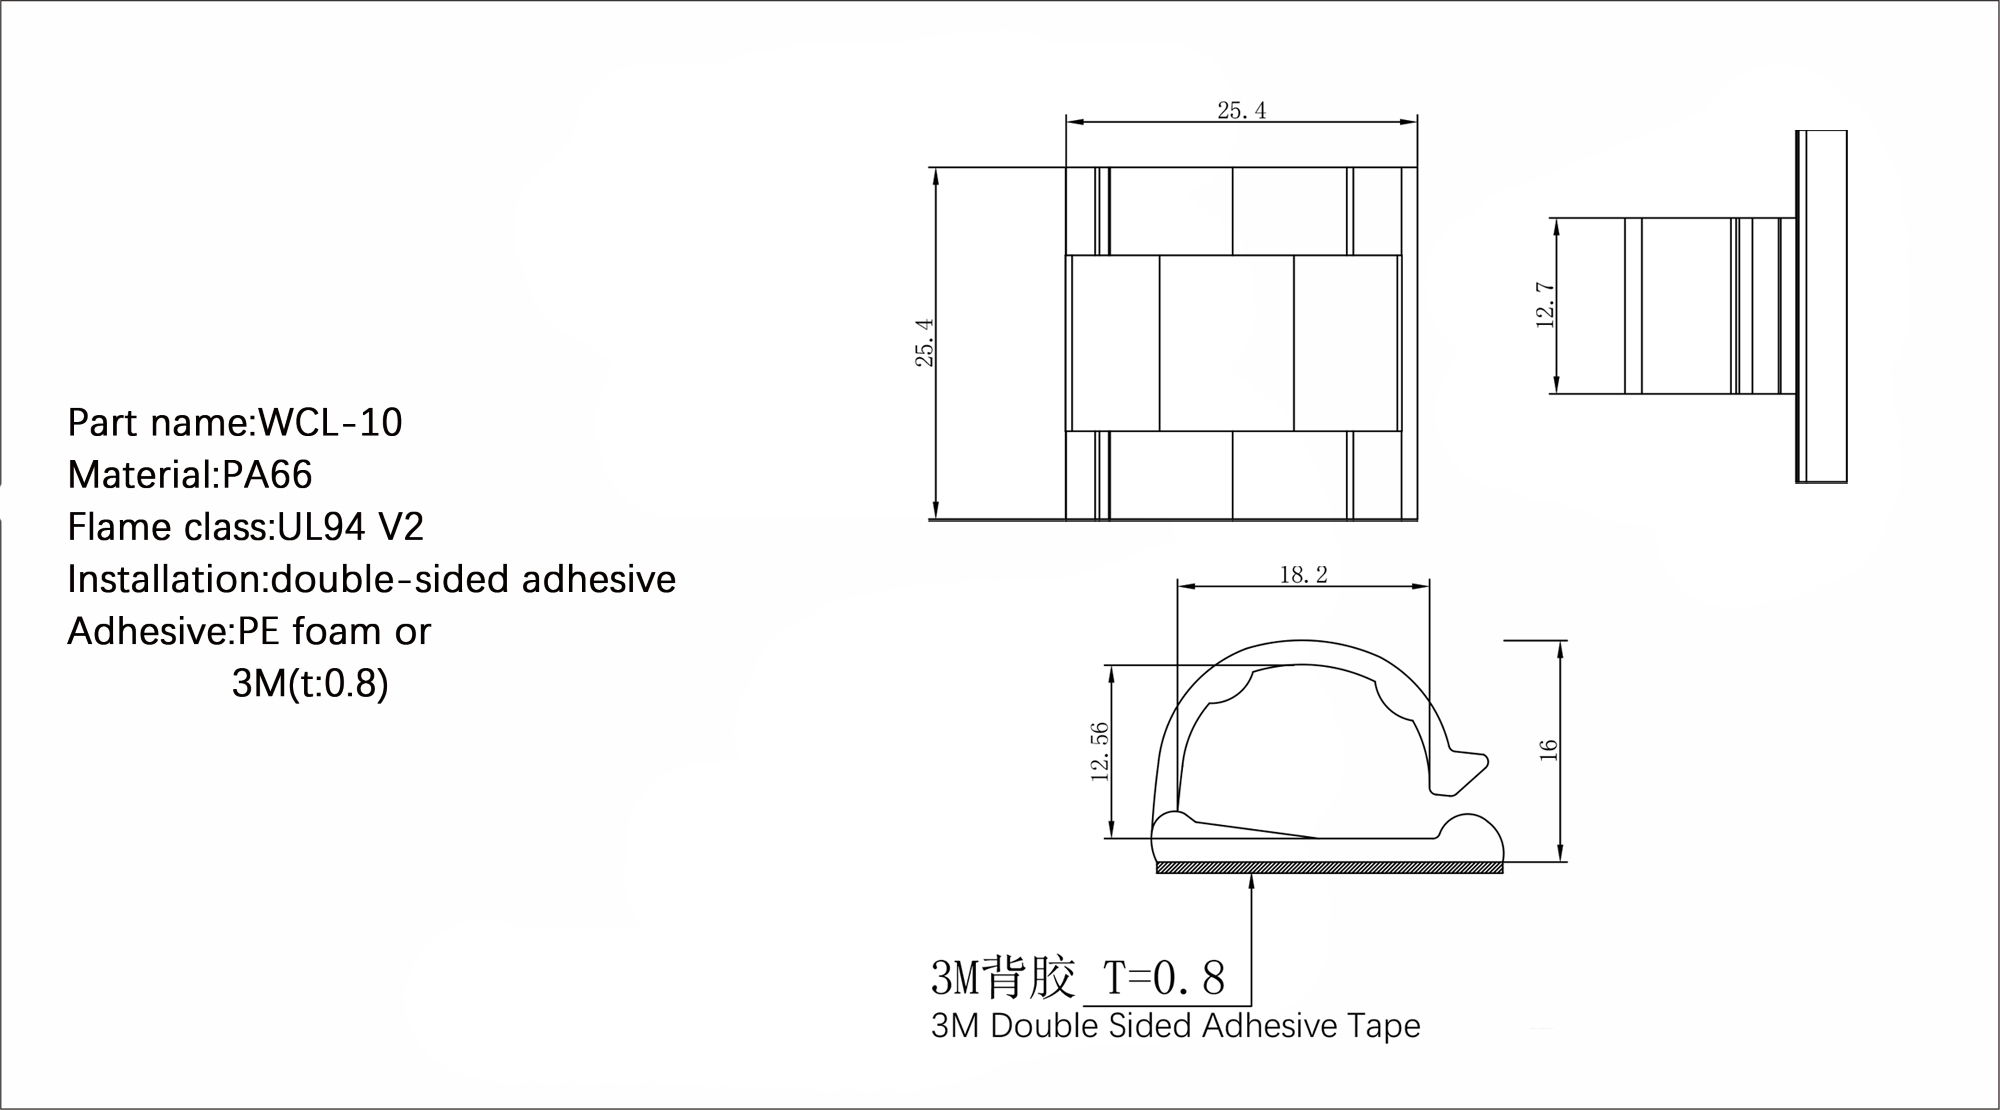 Part name:WCL-10
Material:PA66
Flame class:UL94 V2
Installation:double-sided adhesive
Adhesive:PE foam or
3M(t:0.8)
25.4
25.4
12.7
18.2
12.56
16
3M背胶 T=0.8
3M Double Sided Adhesive Tape